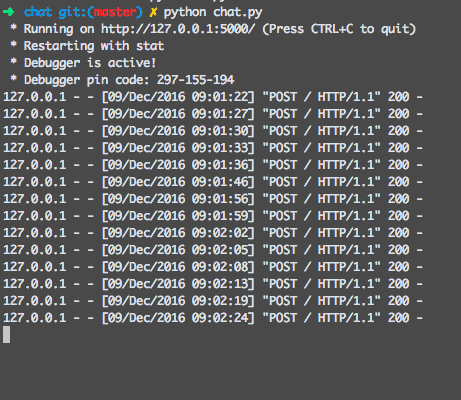 ➜ chat git:(master) ✗ python chat.py
* Running on http://127.0.0.1:5000/ (Press CTRL+C to quit)
* Restarting with stat
* Debugger is active!
* Debugger pin code: 297-155-194
127.0.0.1 - - [09/Dec/2016 09:01:22] "POST / HTTP/1.1" 200 -
127.0.0.1 - - [09/Dec/2016 09:01:27] "POST / HTTP/1.1" 200 -
127.0.0.1 - - [09/Dec/2016 09:01:30] "POST / HTTP/1.1" 200 -
127.0.0.1 - - [09/Dec/2016 09:01:33] "POST / HTTP/1.1" 200 -
127.0.0.1 - - [09/Dec/2016 09:01:36] "POST / HTTP/1.1" 200 -
127.0.0.1 - - [09/Dec/2016 09:01:46] "POST / HTTP/1.1" 200 -
127.0.0.1 - - [09/Dec/2016 09:01:56] "POST / HTTP/1.1" 200 -
127.0.0.1 - - [09/Dec/2016 09:01:59] "POST / HTTP/1.1" 200 -
127.0.0.1 - - [09/Dec/2016 09:02:02] "POST / HTTP/1.1" 200 -
127.0.0.1 - - [09/Dec/2016 09:02:05] "POST / HTTP/1.1" 200 -
127.0.0.1 - - [09/Dec/2016 09:02:08] "POST / HTTP/1.1" 200 -
127.0.0.1 - - [09/Dec/2016 09:02:13] "POST / HTTP/1.1" 200 -
127.0.0.1 - - [09/Dec/2016 09:02:19] "POST / HTTP/1.1" 200 -
127.0.0.1 - - [09/Dec/2016 09:02:24] "POST / HTTP/1.1" 200 -